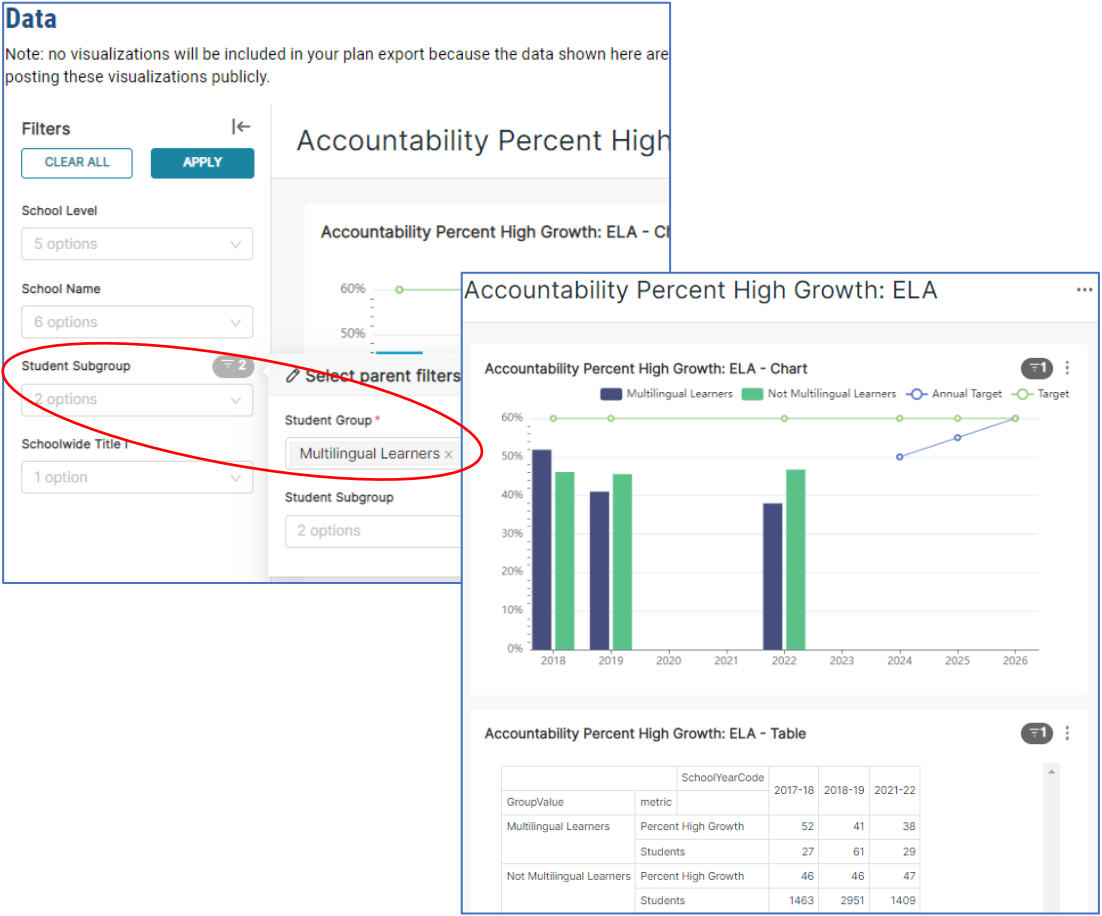 Data
Note: no visualizations will be included in your plan export because the data shown here are
posting these visualizations publicly.
Filters
CLEAR ALL
APPLY
School Level
5 options
School Name
6 options
Student Subgroup
2
2 options
Schoolwide Title I
1 option
Accountability Percent High
Accountability Percent High Growth: ELA - Ch
60%
50%
Select parent filters
Student Group *
Multilingual Learners ×
Student Subgroup
2 options
Accountability Percent High Growth: ELA
Accountability Percent High Growth: ELA - Chart
1
Multilingual Learners Not Multilingual Learners Annual Target Target
60%
50%
40%
30%
20%
10%
0%
2018 2019 2020 2021 2022 2023 2024 2025 2026
Accountability Percent High Growth: ELA - Table
1
SchoolYearCode 2017-18 2018-19 2021-22
GroupValue metric
Multilingual Learners Percent High Growth 52 41 38
Students 27 61 29
Not Multilingual Learners Percent High Growth 46 46 47
Students 1463 2951 1409